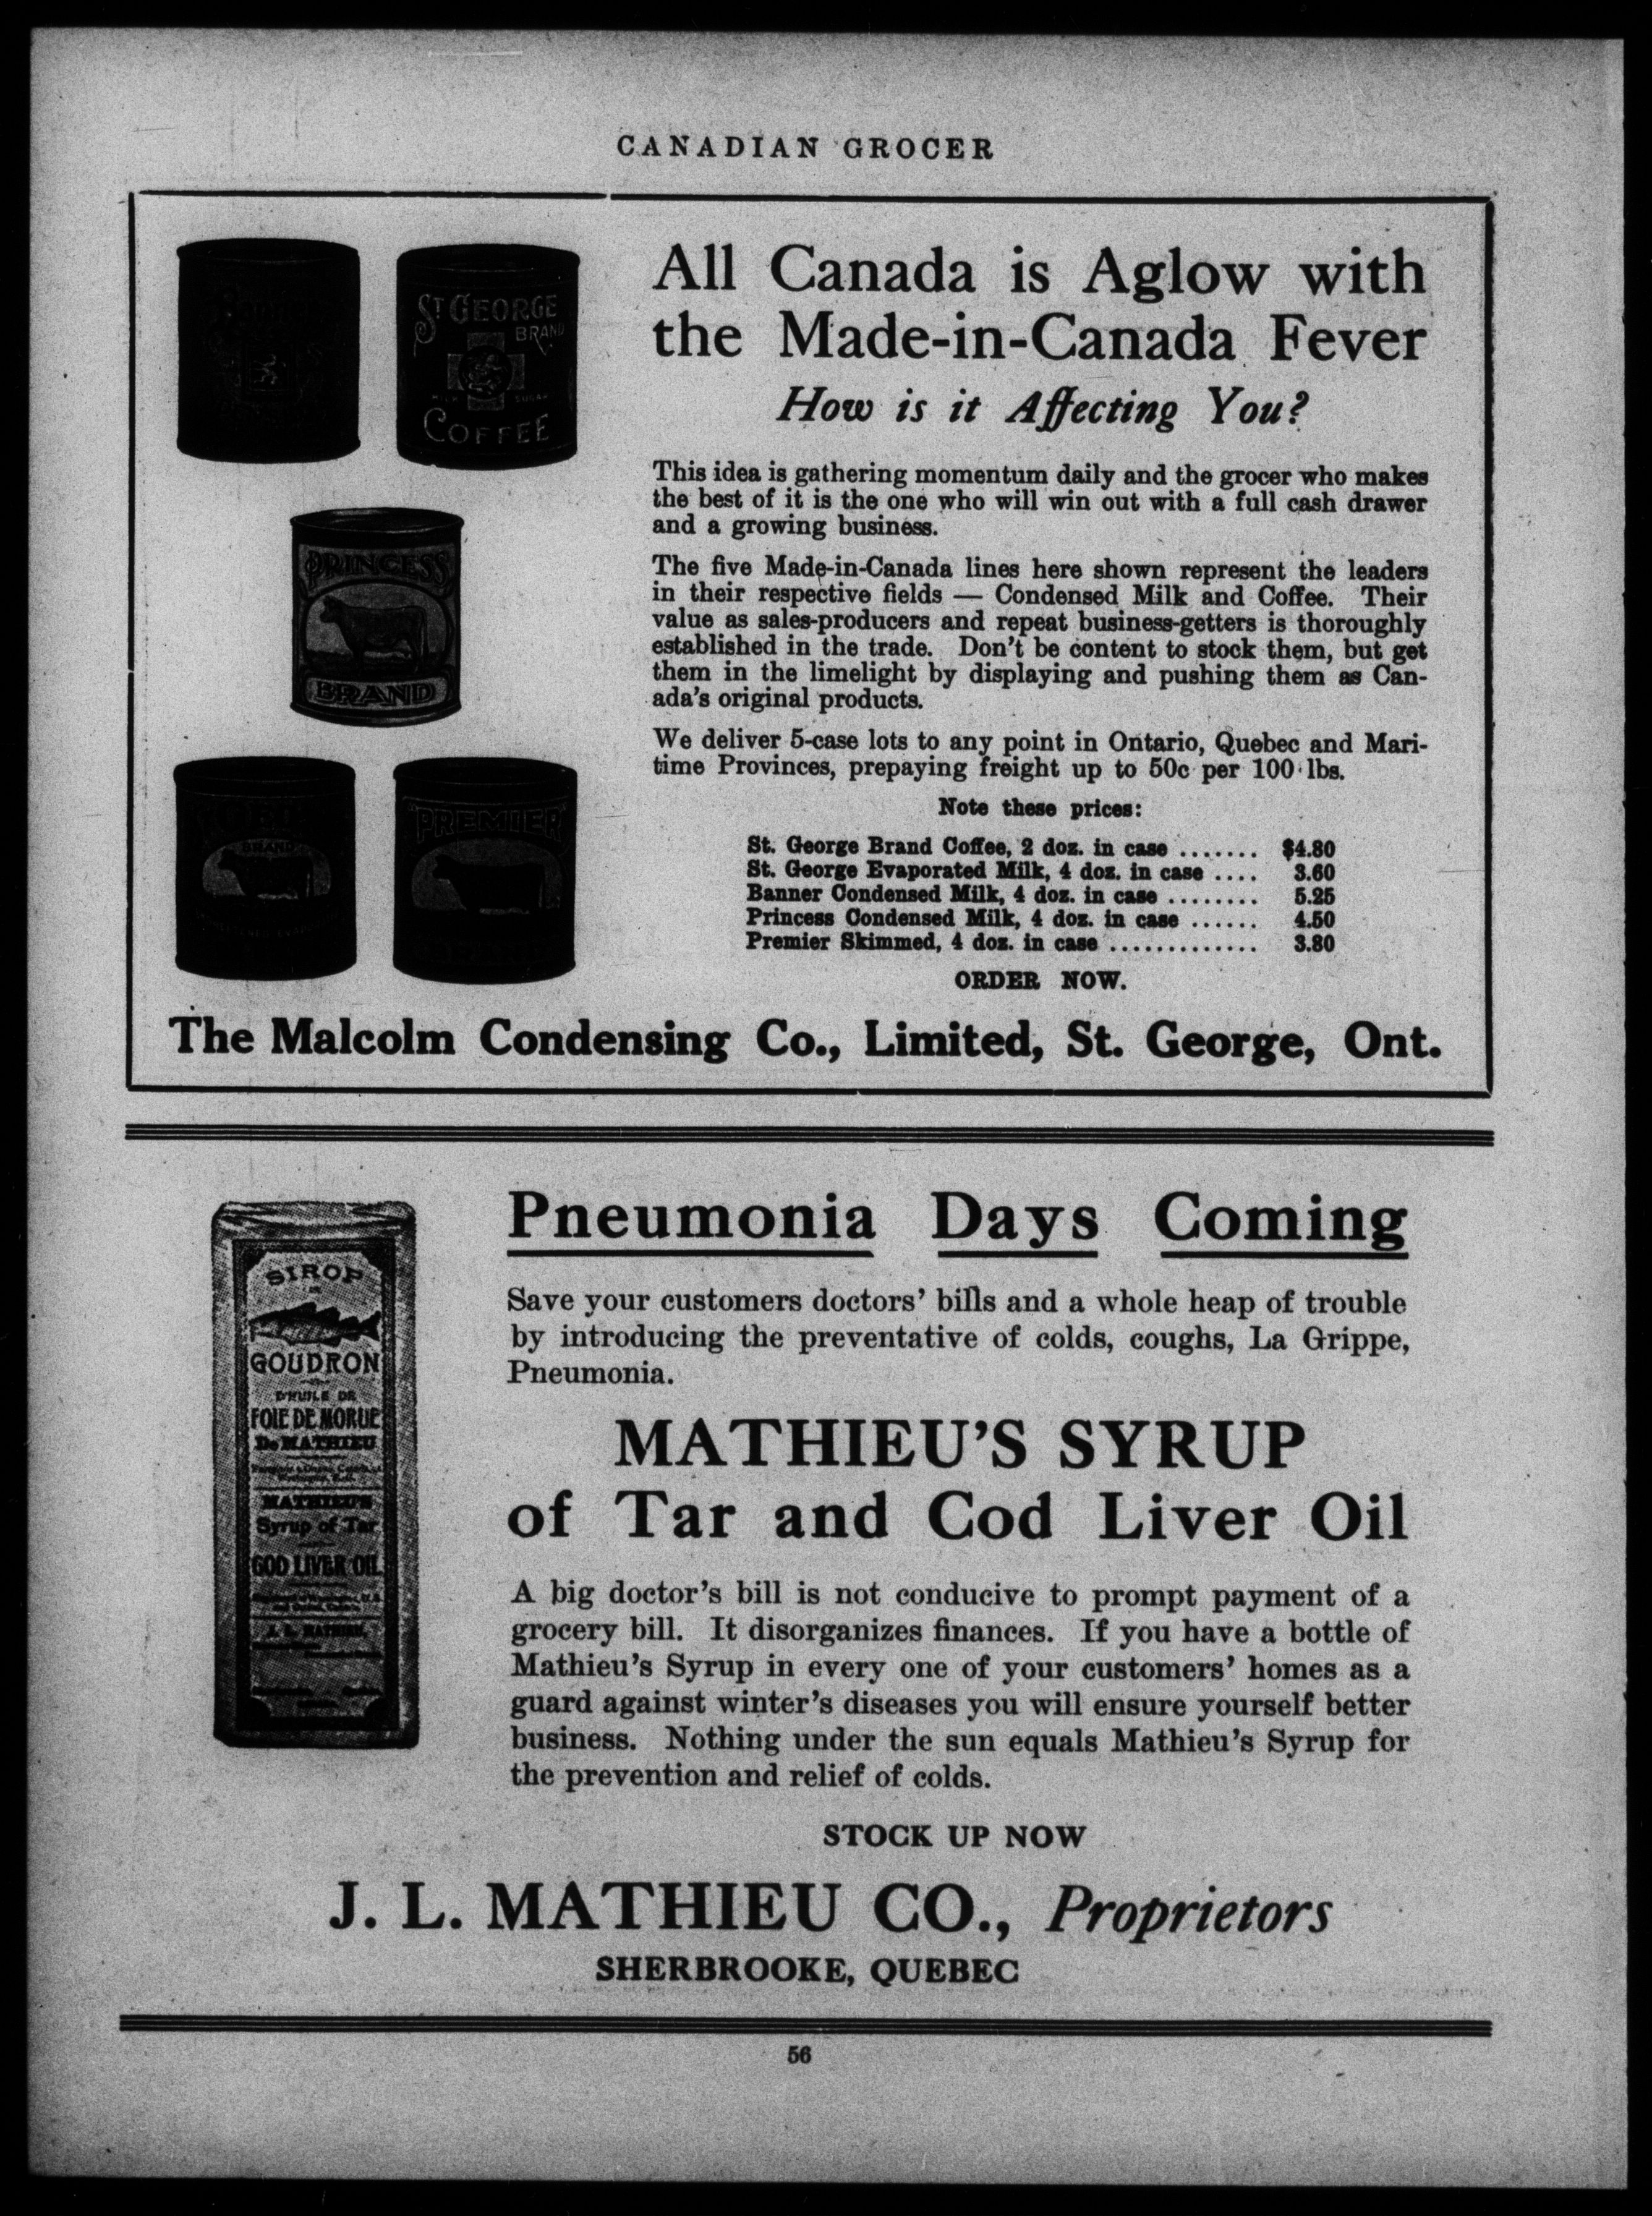 CANADIAN GROCER
ST GEORGE
BRAND
MILK SUGAR
COFFEE
PRINCESS
BRAND
BRAND
PREMIER
All Canada is Aglow with
the Made-in-Canada Fever
How is it Affecting You?
This idea is gathering momentum daily and the grocer who makes
the best of it is the one who will win out with a full cash drawer
and a growing business.
The five Made-in-Canada lines here shown represent the leaders
in their respective fields — Condensed Milk and Coffee. Their
value as sales-producers and repeat business-getters is thoroughly
established in the trade. Don't be content to stock them, but get
them in the limelight by displaying and pushing them as Can-
ada's original products.
We deliver 5-case lots to any point in Ontario, Quebec and Mari-
time Provinces, prepaying freight up to 50c per 100 lbs.
Note these prices:
St. George Brand Coffee, 2 doz. in case ....... $4.80
St. George Evaporated Milk, 4 doz. in case .... 3.60
Banner Condensed Milk, 4 doz. in case ........ 5.25
Princess Condensed Milk, 4 doz. in case ...... 4.50
Premier Skimmed, 4 doz. in case ............. 3.80
ORDER NOW.
The Malcolm Condensing Co., Limited, St. George, Ont.
SIROP
DE
GOUDRON
D'HUILE DE
FOIE DE MORUE
De MATHIEU
MATHIEU'S
Syrup of Tar
COD LIVER OIL
J. L. MATHIEU,
Pneumonia Days Coming
Save your customers doctors' bills and a whole heap of trouble
by introducing the preventative of colds, coughs, La Grippe,
Pneumonia.
MATHIEU'S SYRUP
of Tar and Cod Liver Oil
A big doctor's bill is not conducive to prompt payment of a
grocery bill. It disorganizes finances. If you have a bottle of
Mathieu's Syrup in every one of your customers' homes as a
guard against winter's diseases you will ensure yourself better
business. Nothing under the sun equals Mathieu's Syrup for
the prevention and relief of colds.
STOCK UP NOW
J. L. MATHIEU CO., Proprietors
SHERBROOKE, QUEBEC
56